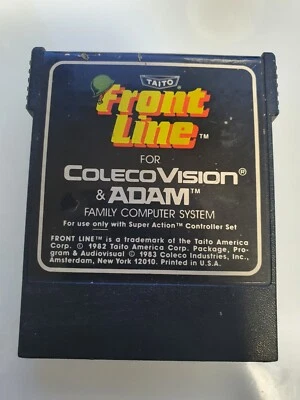 TAITO
Front
Line™
FOR
COLECOVISION®
& ADAM™
FAMILY COMPUTER SYSTEM
For use only with Super Action™ Controller Set
FRONT LINE™ is a trademark of the Taito America
Corp. © 1982 Taito America Corp. Package, Pro-
gram & Audiovisual © 1983 Coleco Industries, Inc.,
Amsterdam, New York 12010. Printed in U.S.A.